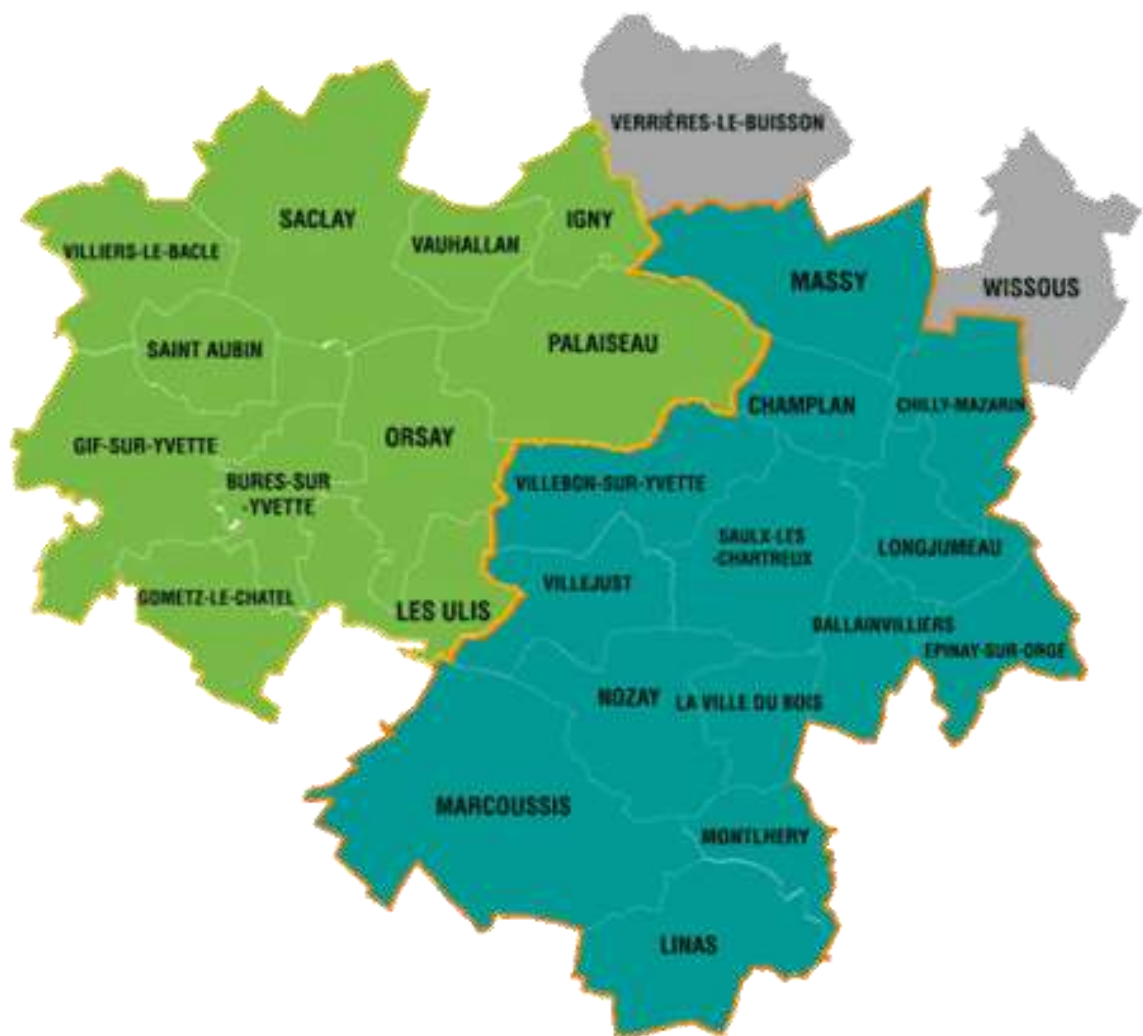 VERRIÈRES-LE-BUISSON
SACLAY
IGNY
VAUHALLAN
VILLIERS-LE-BACLE
MASSY
WISSOUS
PALAISEAU
SAINT AUBIN
CHAMPLAN
CHILLY-MAZARIN
ORSAY
GIF-SUR-YVETTE
BURES-SUR
-YVETTE
VILLEBON-SUR-YVETTE
SAULX-LES
-CHARTREUX
LONGJUMEAU
VILLEJUST
GOMETZ-LE-CHATEL
LES ULIS
BALLAINVILLIERS
EPINAY-SUR-ORGE
NOZAY
LA VILLE DU BOIS
MARCOUSSIS
MONTLHERY
LINAS